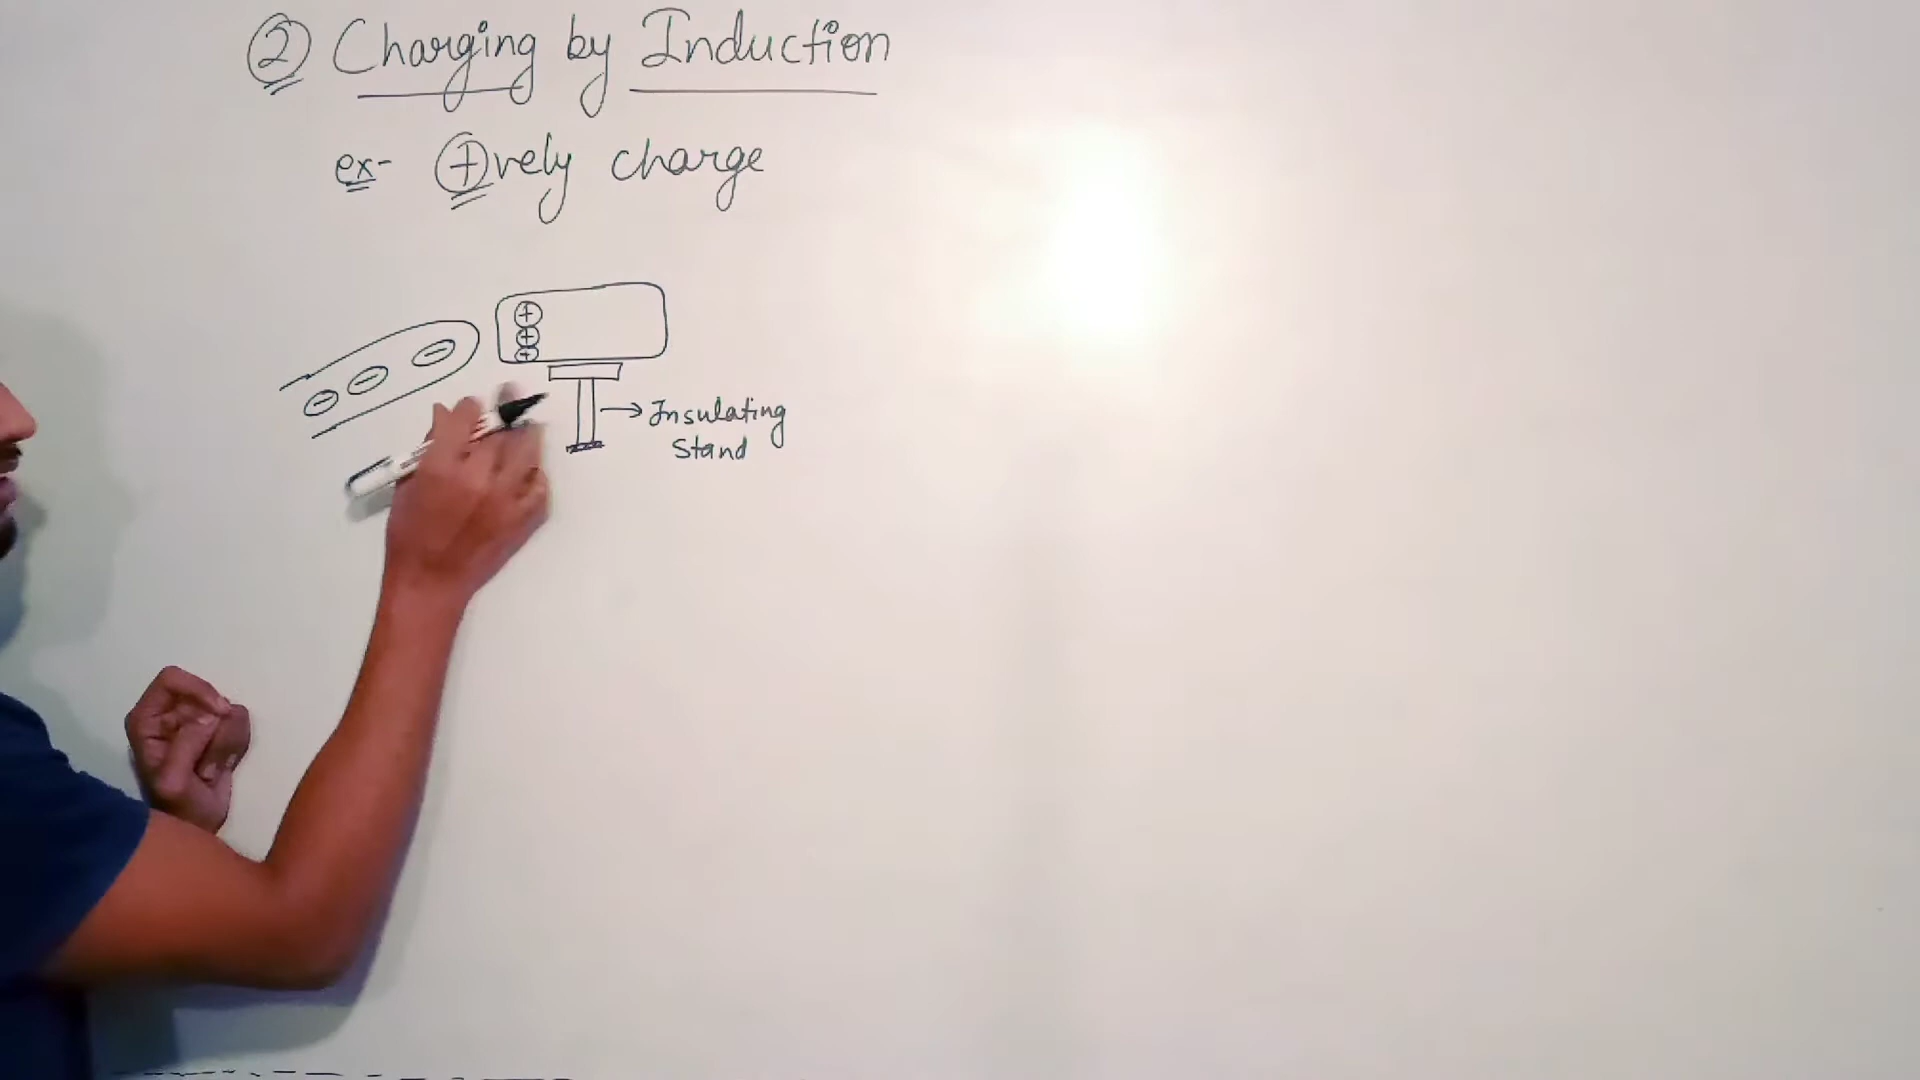 ② Charging by Induction
ex- ⊕vely charge
⊕
⊕
⊕
⊖ ⊖ ⊖
→ Insulating
Stand